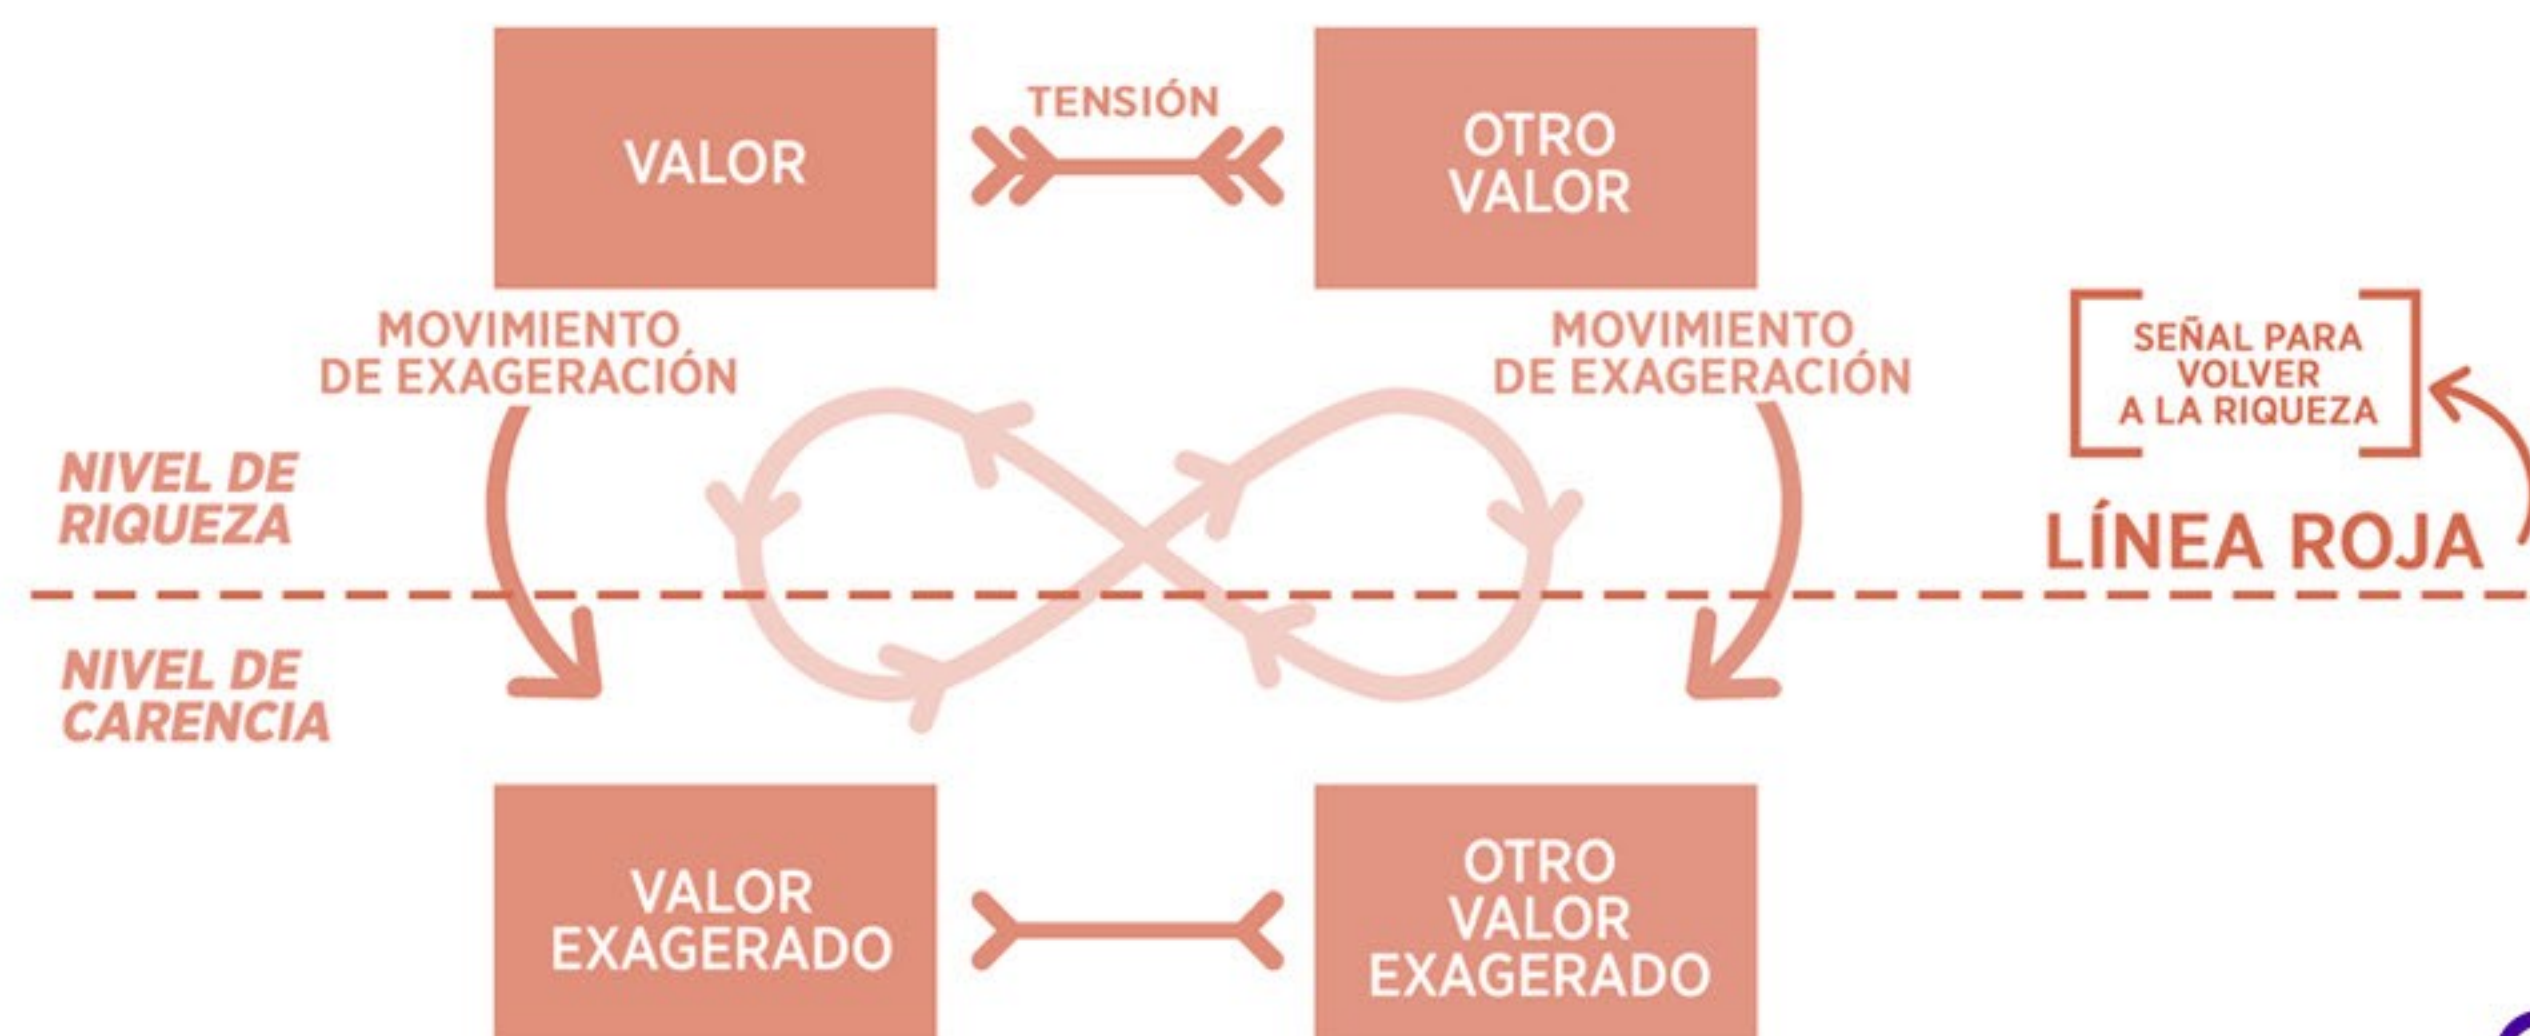 VALOR
TENSIÓN
OTRO
VALOR
MOVIMIENTO
DE EXAGERACIÓN
MOVIMIENTO
DE EXAGERACIÓN
SEÑAL PARA
VOLVER
A LA RIQUEZA
NIVEL DE
RIQUEZA
LÍNEA ROJA
NIVEL DE
CARENCIA
VALOR
EXAGERADO
OTRO
VALOR
EXAGERADO